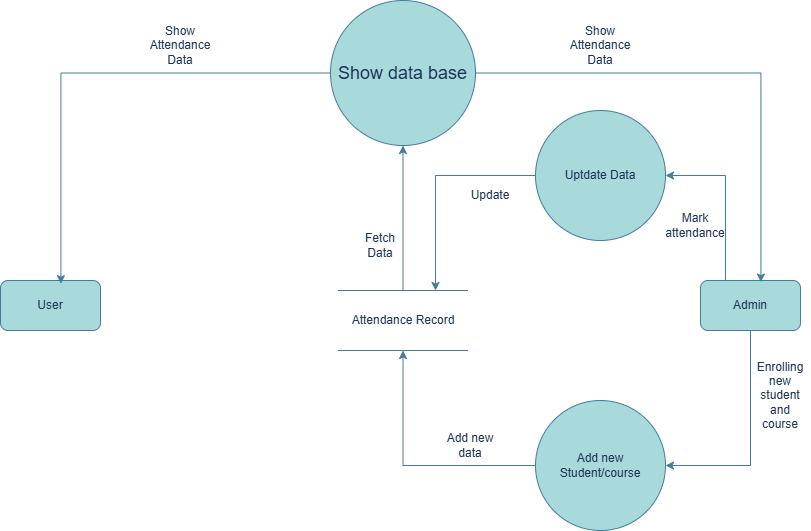 Show
Attendance
Data
Show data base
Show
Attendance
Data
Uptdate Data
Update
Mark
attendance
Fetch
Data
User
Attendance Record
Admin
Enrolling
new
student
and
course
Add new
data
Add new
Student/course